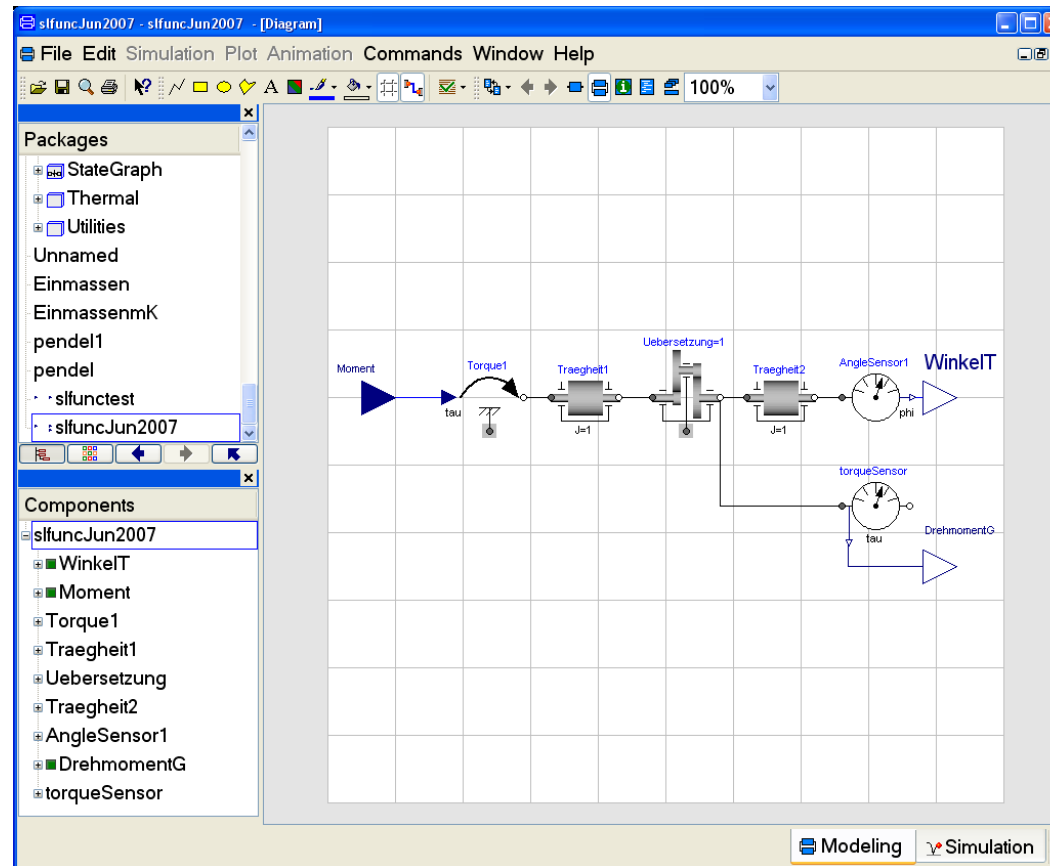 slfuncJun2007 - slfuncJun2007 - [Diagram]
File Edit Simulation Plot Animation Commands Window Help
A 100%
Packages
StateGraph
Thermal
Utilities
Unnamed
Einmassen
EinmassenmK
pendel1
pendel
slfunctest
slfuncJun2007
Components
slfuncJun2007
WinkelT
Moment
Torque1
Traegheit1
Uebersetzung
Traegheit2
AngleSensor1
DrehmomentG
torqueSensor
Uebersetzung=1
Moment Torque1 Traegheit1 Traegheit2 AngleSensor1 WinkelT
tau phi
J=1 J=1
torqueSensor
DrehmomentG
tau
Modeling Simulation